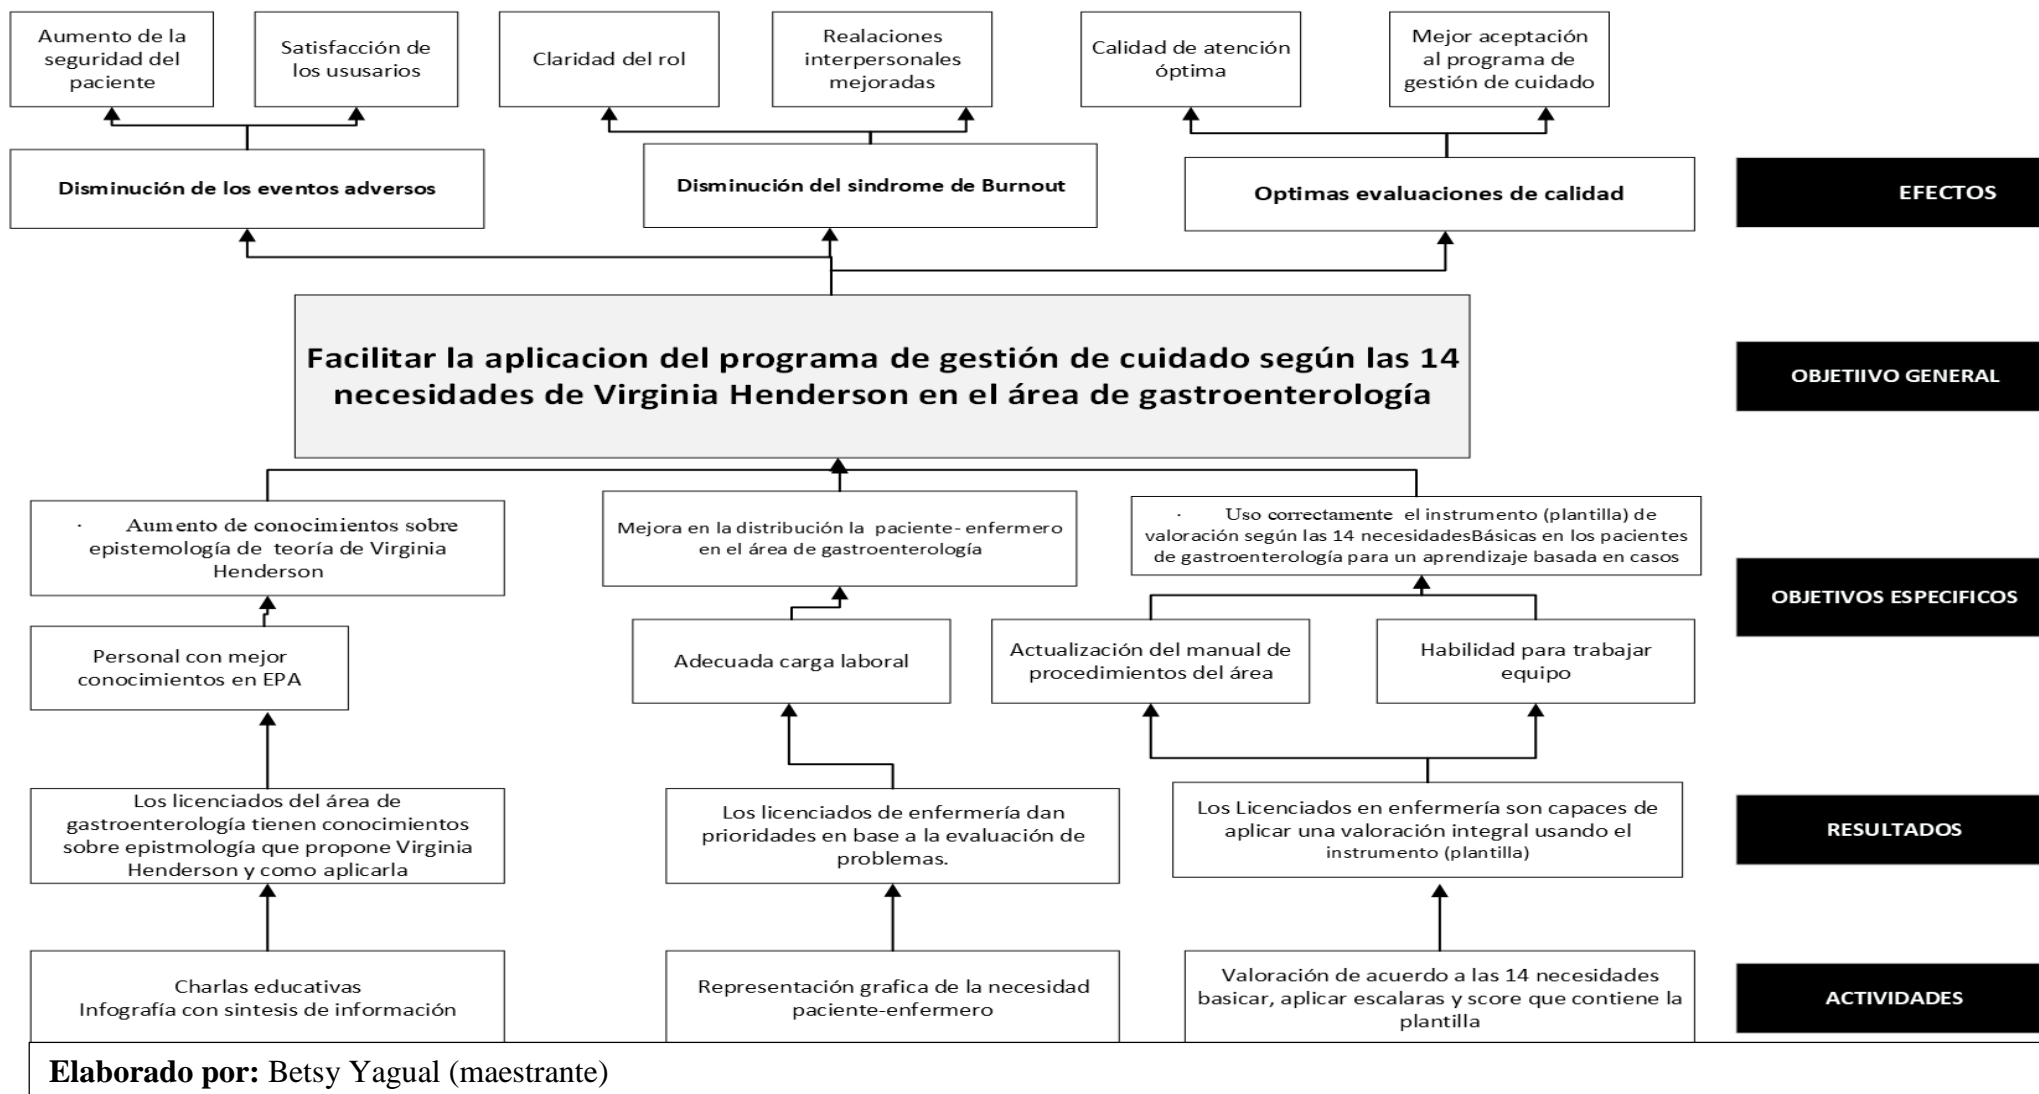 Aumento de la
seguridad del
paciente
Satisfacción de
los ususarios
Claridad del rol
Realaciones
interpersonales
mejoradas
Calidad de atención
óptima
Mejor aceptación
al programa de
gestión de cuidado
Disminución de los eventos adversos
Disminución del sindrome de Burnout
Optimas evaluaciones de calidad
EFECTOS
Facilitar la aplicacion del programa de gestión de cuidado según las 14
necesidades de Virginia Henderson en el área de gastroenterología
OBJETIIVO GENERAL
· Aumento de conocimientos sobre
epistemología de teoría de Virginia
Henderson
Mejora en la distribución la paciente- enfermero
en el área de gastroenterología
· Uso correctamente el instrumento (plantilla) de
valoración según las 14 necesidadesBásicas en los pacientes
de gastroenterología para un aprendizaje basada en casos
OBJETIVOS ESPECIFICOS
Personal con mejor
conocimientos en EPA
Adecuada carga laboral
Actualización del manual de
procedimientos del área
Habilidad para trabajar
equipo
Los licenciados del área de
gastroenterología tienen conocimientos
sobre epistmología que propone Virginia
Henderson y como aplicarla
Los licenciados de enfermería dan
prioridades en base a la evaluación de
problemas.
Los Licenciados en enfermería son capaces de
aplicar una valoración integral usando el
instrumento (plantilla)
RESULTADOS
Charlas educativas
Infografía con sintesis de información
Representación grafica de la necesidad
paciente-enfermero
Valoración de acuerdo a las 14 necesidades
basicar, aplicar escalaras y score que contiene la
plantilla
ACTIVIDADES
Elaborado por: Betsy Yagual (maestrante)